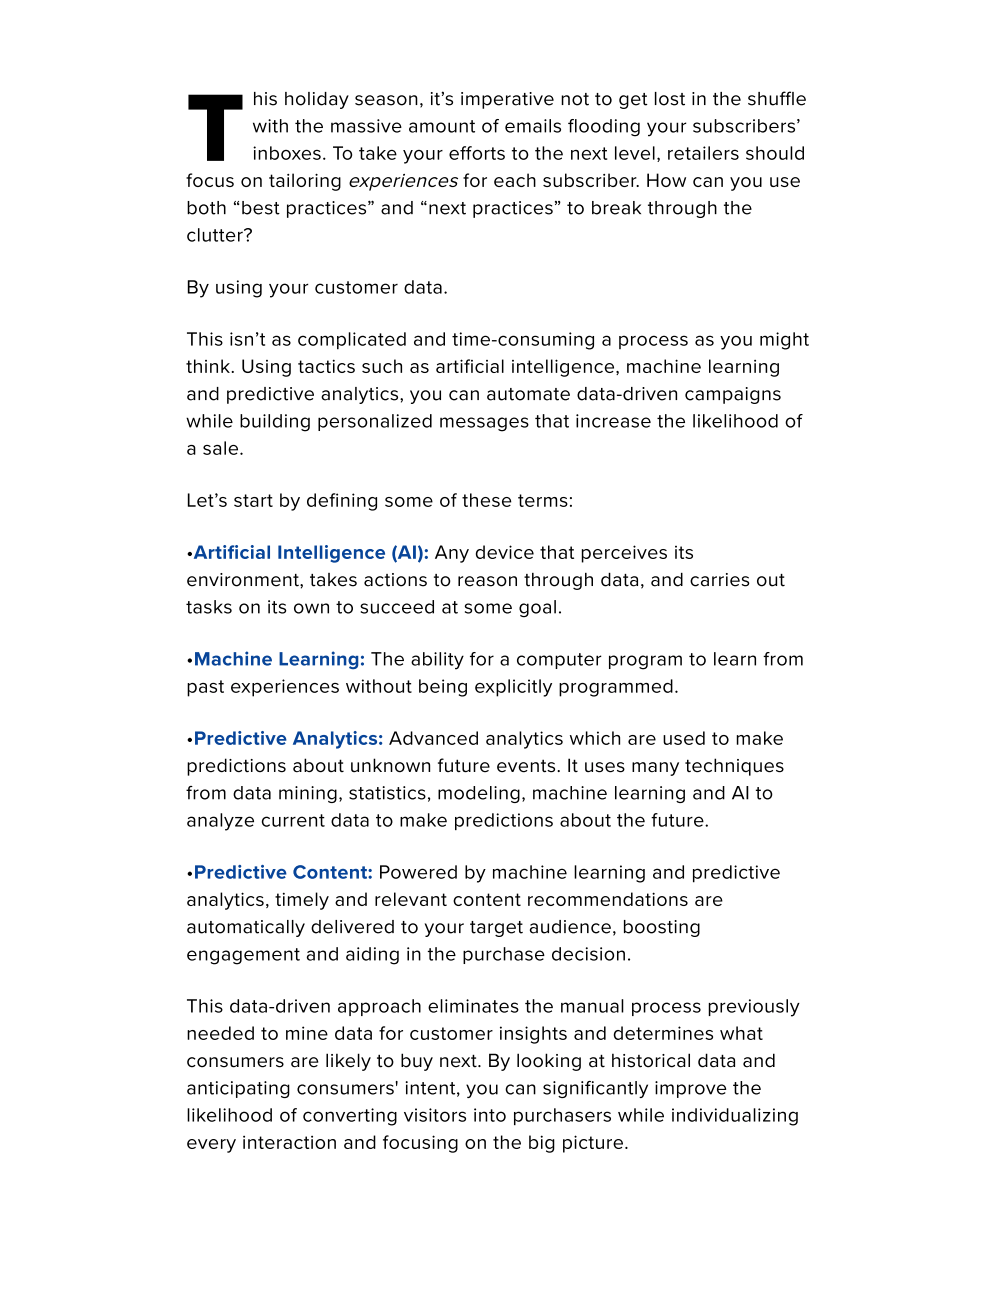 This holiday season, it’s imperative not to get lost in the shuffle
with the massive amount of emails flooding your subscribers’
inboxes. To take your efforts to the next level, retailers should
focus on tailoring experiences for each subscriber. How can you use
both “best practices” and “next practices” to break through the
clutter?
By using your customer data.
This isn’t as complicated and time-consuming a process as you might
think. Using tactics such as artificial intelligence, machine learning
and predictive analytics, you can automate data-driven campaigns
while building personalized messages that increase the likelihood of
a sale.
Let’s start by defining some of these terms:
•Artificial Intelligence (AI): Any device that perceives its
environment, takes actions to reason through data, and carries out
tasks on its own to succeed at some goal.
•Machine Learning: The ability for a computer program to learn from
past experiences without being explicitly programmed.
•Predictive Analytics: Advanced analytics which are used to make
predictions about unknown future events. It uses many techniques
from data mining, statistics, modeling, machine learning and AI to
analyze current data to make predictions about the future.
•Predictive Content: Powered by machine learning and predictive
analytics, timely and relevant content recommendations are
automatically delivered to your target audience, boosting
engagement and aiding in the purchase decision.
This data-driven approach eliminates the manual process previously
needed to mine data for customer insights and determines what
consumers are likely to buy next. By looking at historical data and
anticipating consumers' intent, you can significantly improve the
likelihood of converting visitors into purchasers while individualizing
every interaction and focusing on the big picture.